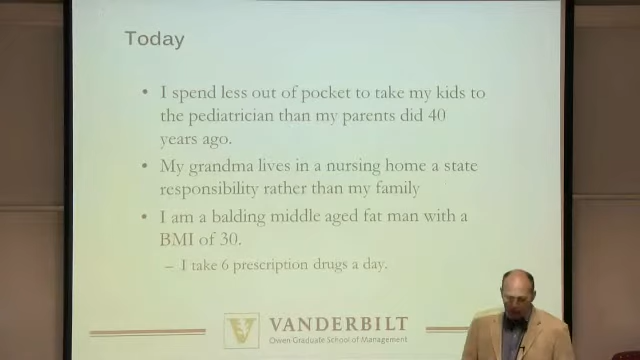 Today
• I spend less out of pocket to take my kids to
the pediatrician than my parents did 40
years ago.
• My grandma lives in a nursing home a state
responsibility rather than my family
• I am a balding middle aged fat man with a
BMI of 30.
– I take 6 prescription drugs a day.
V
VANDERBILT
Owen Graduate School of Management